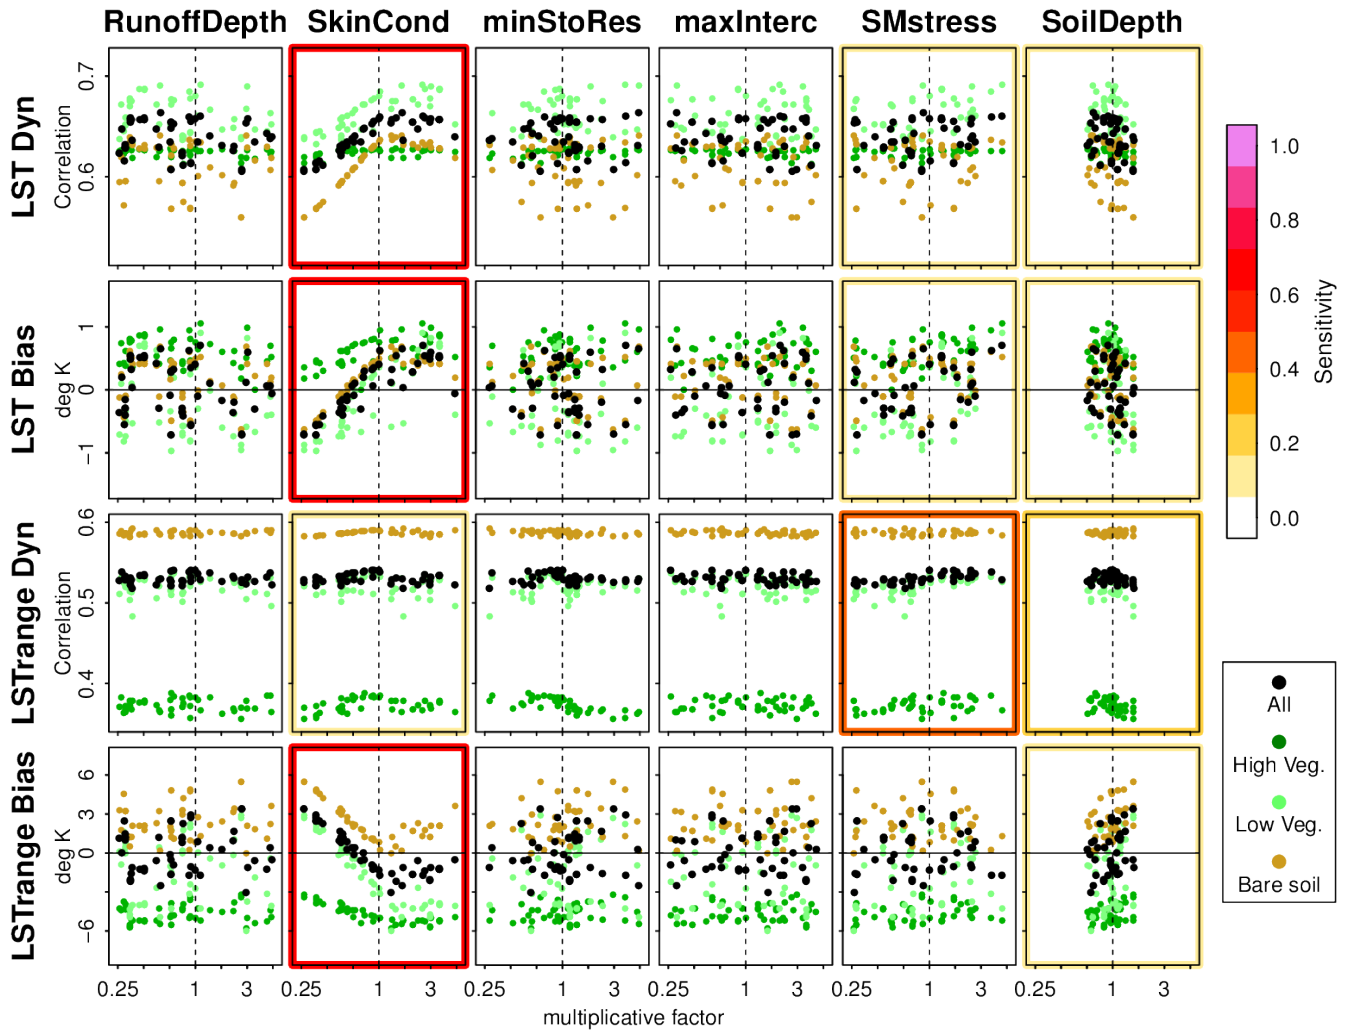 RunoffDepth SkinCond minStoRes maxInterc SMstress SoilDepth
LST Dyn
Correlation
0.7
0.6
LST Bias
deg K
1
0
−1
LSTrange Dyn
Correlation
0.6
0.5
0.4
LSTrange Bias
deg K
6
3
0
−6
0.25 1 3 0.25 1 3 0.25 1 3 0.25 1 3 0.25 1 3 0.25 1 3
multiplicative factor
1.0
0.8
0.6
0.4
0.2
0.0
Sensitivity
All
High Veg.
Low Veg.
Bare soil